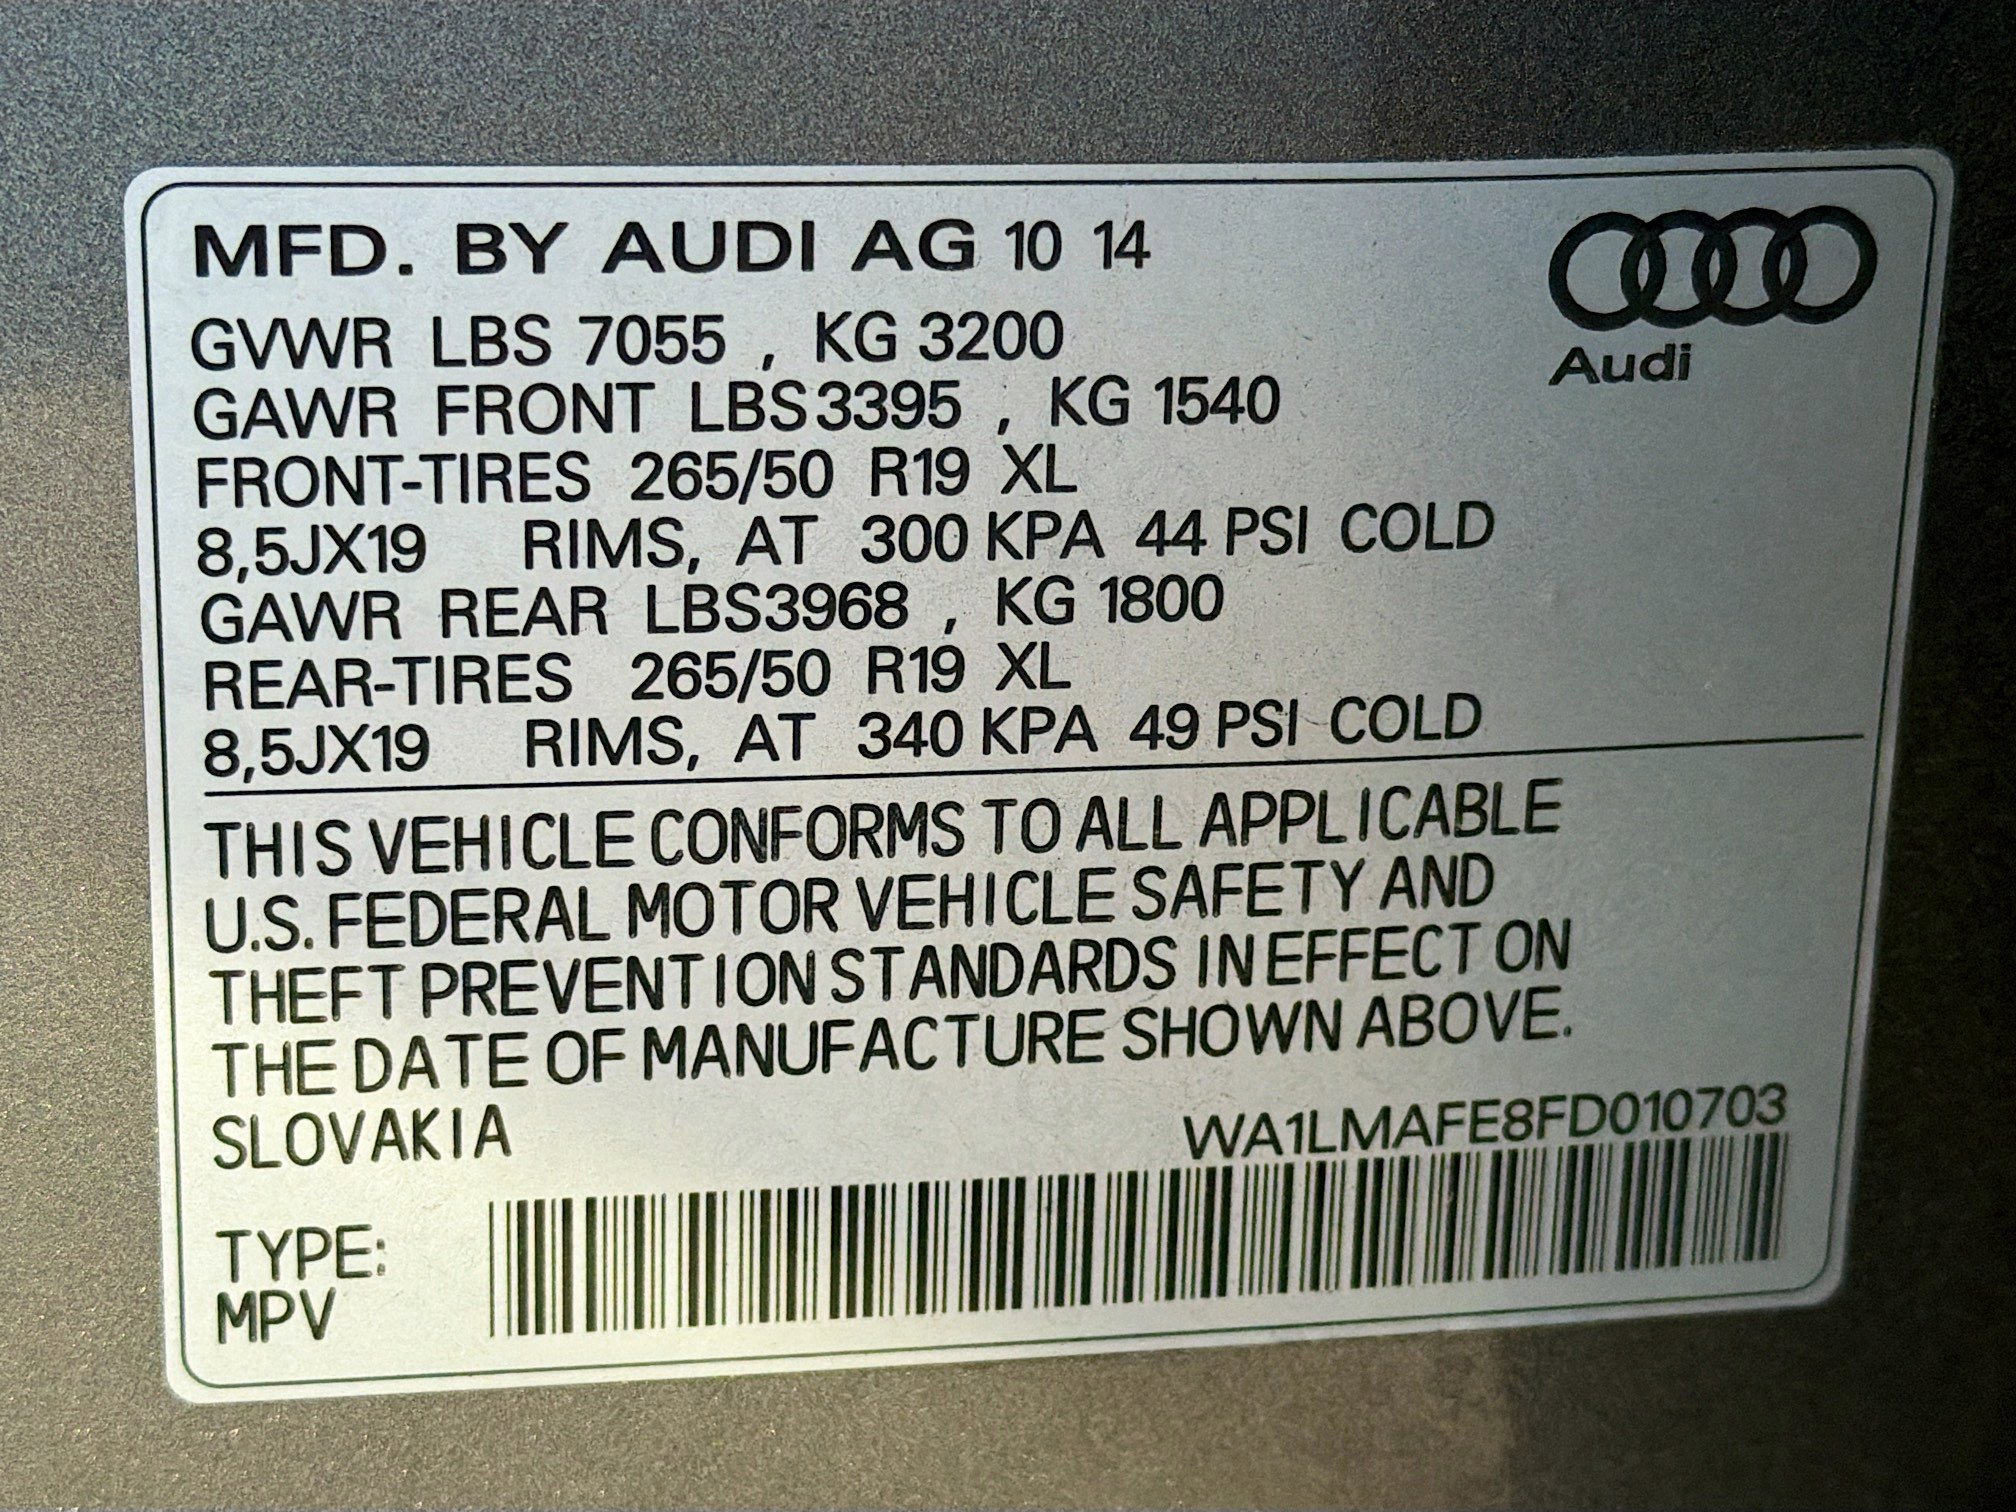 MFD. BY AUDI AG 10 14
GVWR LBS 7055 , KG 3200
GAWR FRONT LBS 3395 , KG 1540
FRONT-TIRES 265/50 R19 XL
8,5JX19 RIMS, AT 300 KPA 44 PSI COLD
GAWR REAR LBS 3968 , KG 1800
REAR-TIRES 265/50 R19 XL
8,5JX19 RIMS, AT 340 KPA 49 PSI COLD
Audi
THIS VEHICLE CONFORMS TO ALL APPLICABLE
U.S. FEDERAL MOTOR VEHICLE SAFETY AND
THEFT PREVENTION STANDARDS IN EFFECT ON
THE DATE OF MANUFACTURE SHOWN ABOVE.
SLOVAKIA
WA1LMAFE8FD010703
TYPE:
MPV